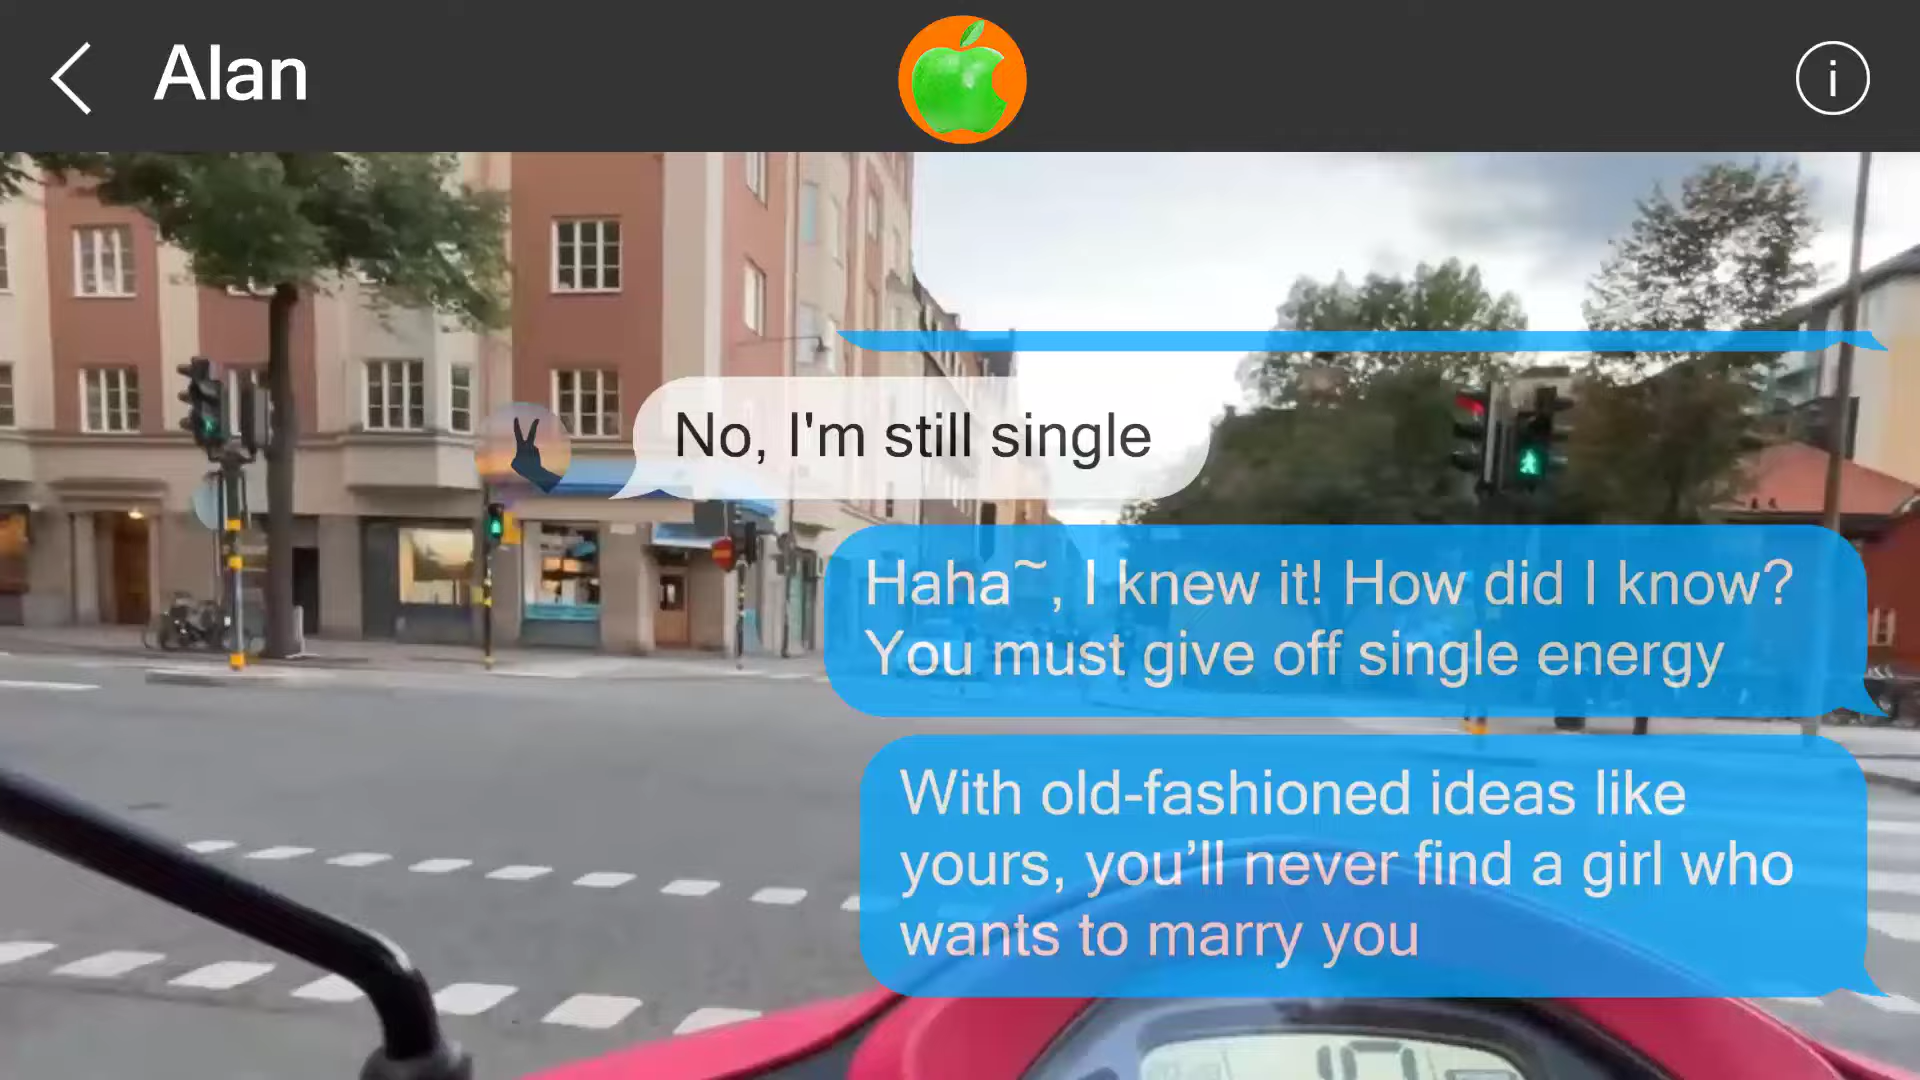 Alan
No, I'm still single
Haha~, I knew it! How did I know?
You must give off single energy
With old-fashioned ideas like
yours, you’ll never find a girl who
wants to marry you